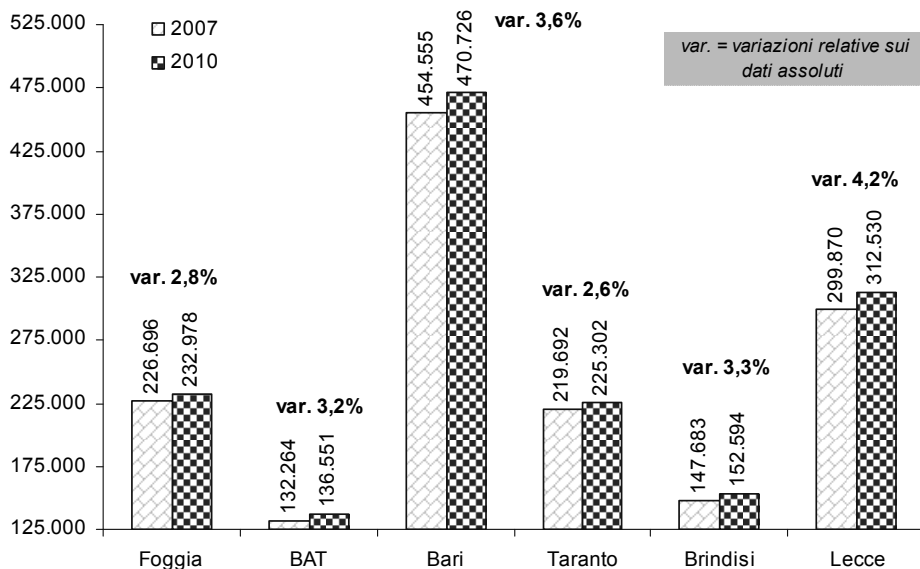 525.000
475.000
425.000
375.000
325.000
275.000
225.000
175.000
125.000
2007
2010
var. = variazioni relative sui
dati assoluti
var. 2,8%
226.696
232.978
var. 3,2%
132.264
136.551
var. 3,6%
454.555
470.726
var. 2,6%
219.692
225.302
var. 3,3%
147.683
152.594
var. 4,2%
299.870
312.530
Foggia
BAT
Bari
Taranto
Brindisi
Lecce